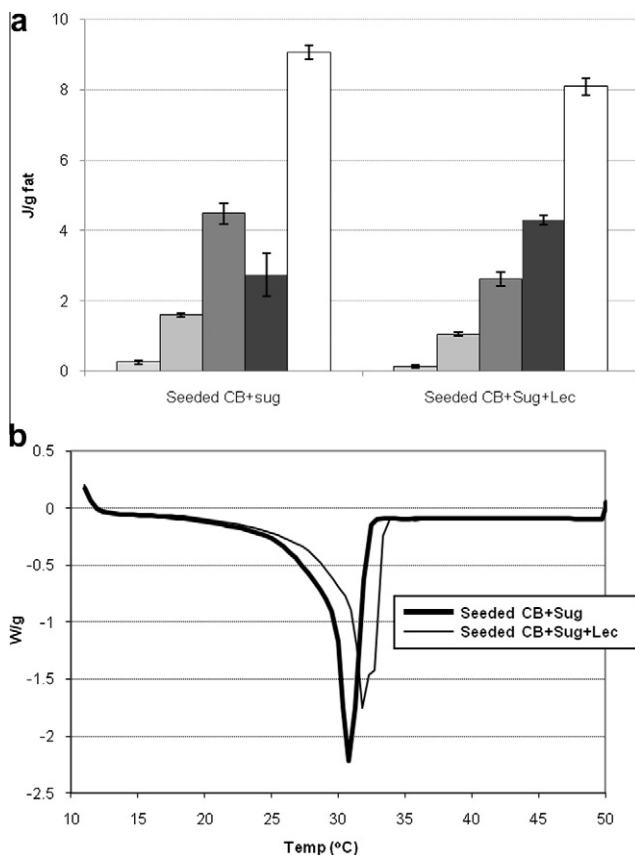 a
10
8
6
4
2
0
J/g fat
Seeded CB+sug
Seeded CB+Sug+Lec
b
0.5
0
-0.5
-1
-1.5
-2
-2.5
W/g
Seeded CB+Sug
Seeded CB+Sug+Lec
10 15 20 25 30 35 40 45 50
Temp (°C)